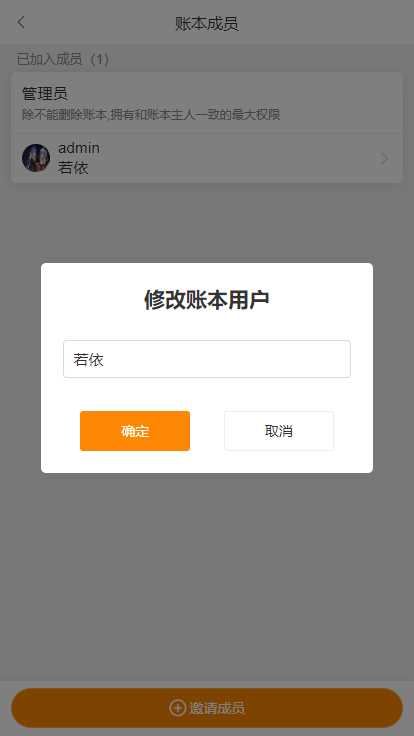 账本成员
已加入成员（1）
管理员
除不能删除账本,拥有和账本主人一致的最大权限
admin
若依
修改账本用户
若依
确定
取消
邀请成员